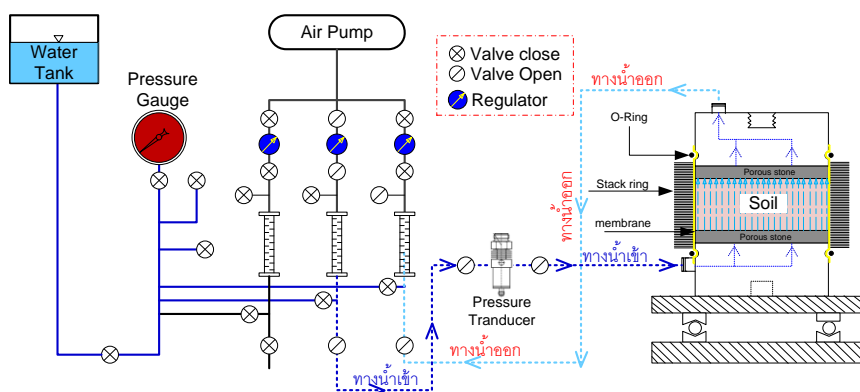 Water
Tank
Pressure
Gauge
Air Pump
Valve close
Valve Open
Regulator
ทางน้ำออก
O-Ring
Stack ring
membrane
Porous stone
Soil
Porous stone
ทางน้ำออก
ทางน้ำเข้า
Pressure
Tranducer
ทางน้ำออก
ทางน้ำเข้า